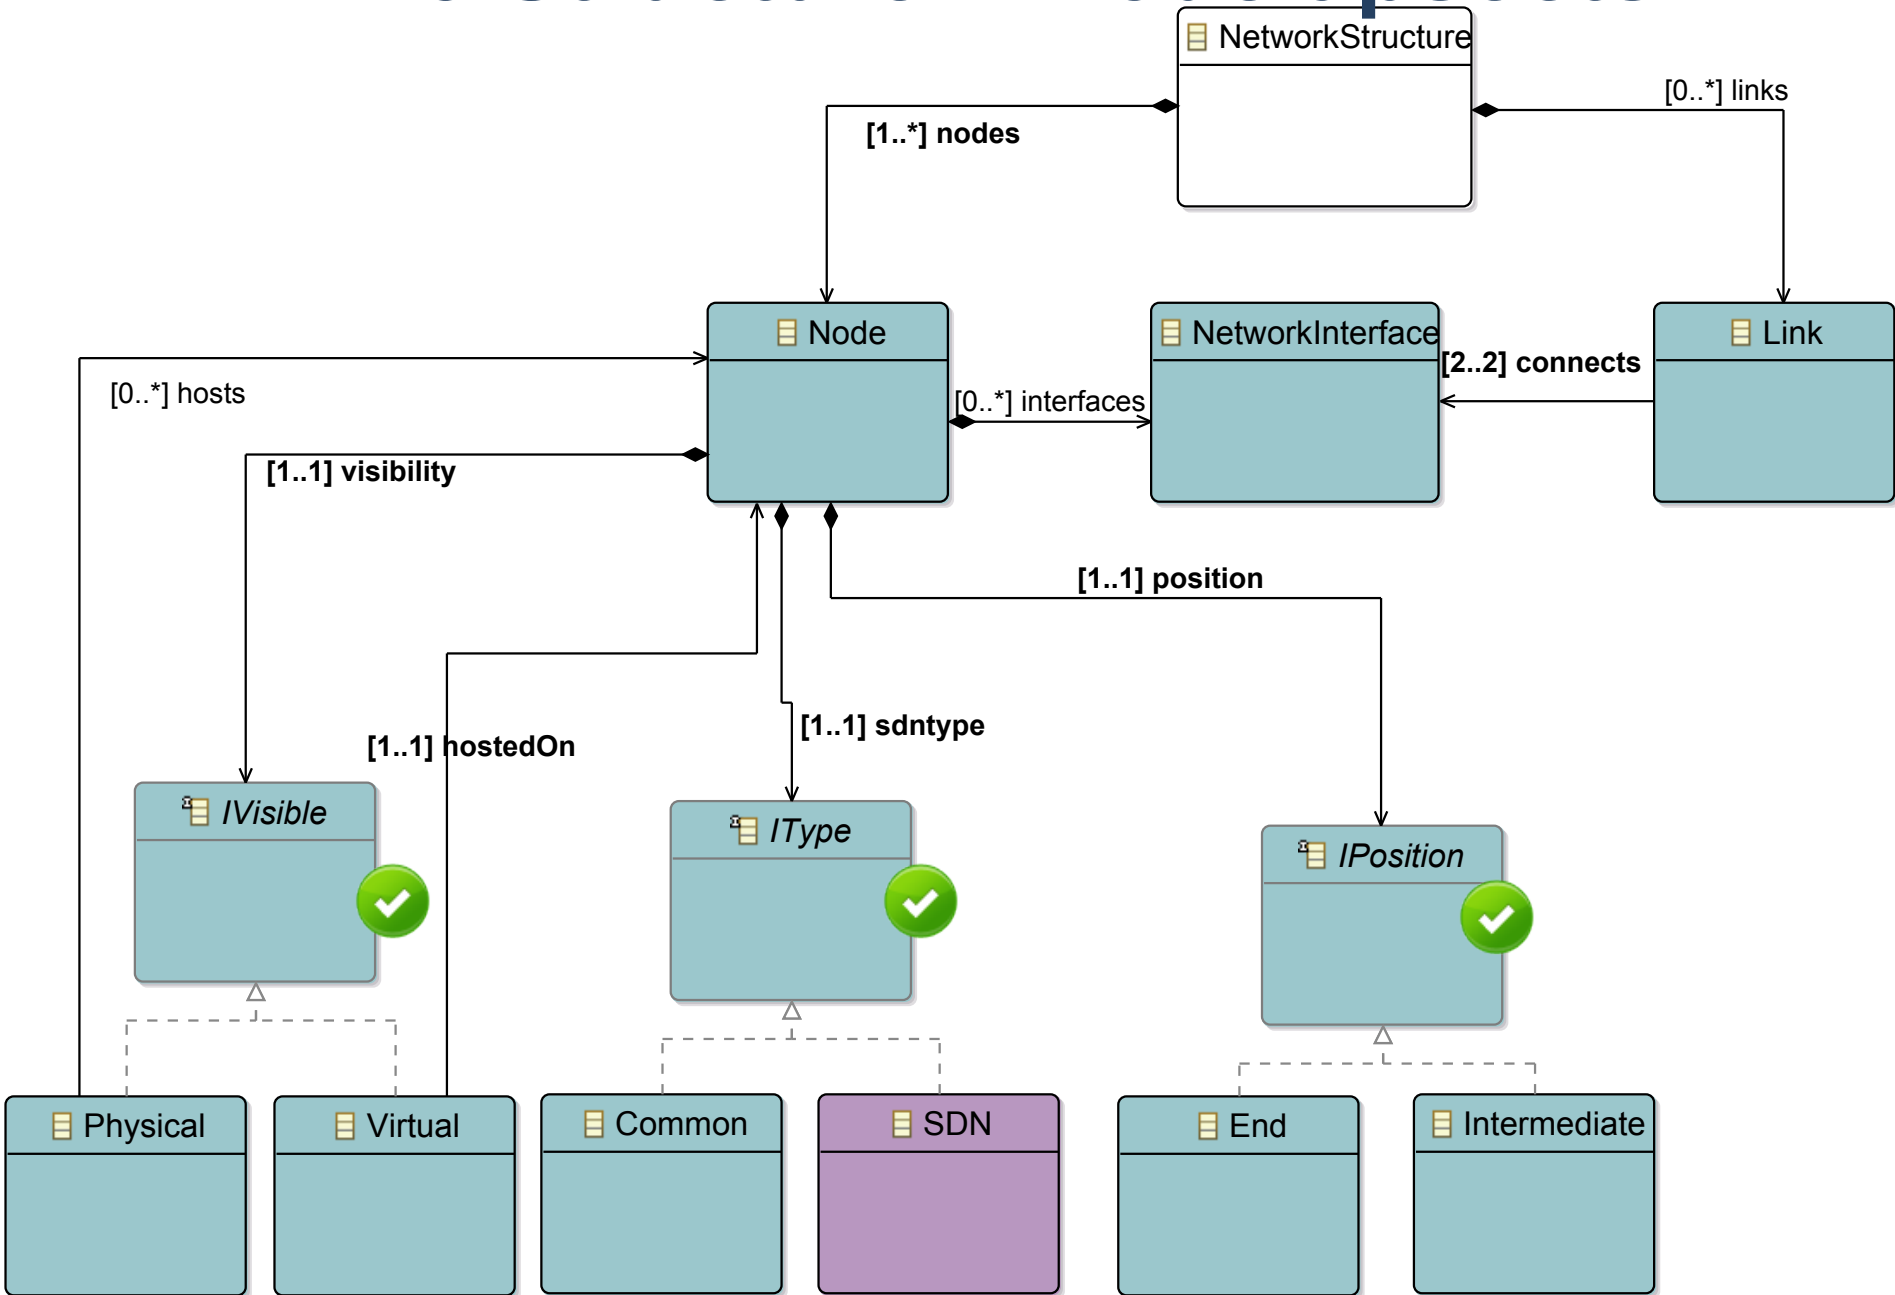 NetworkStructure
[0..*] links
[1..*] nodes
Node
NetworkInterface
Link
[2..2] connects
[0..*] hosts
[0..*] interfaces
[1..1] visibility
[1..1] position
[1..1] sdntype
[1..1] hostedOn
IVisible
IType
IPosition
Physical
Virtual
Common
SDN
End
Intermediate